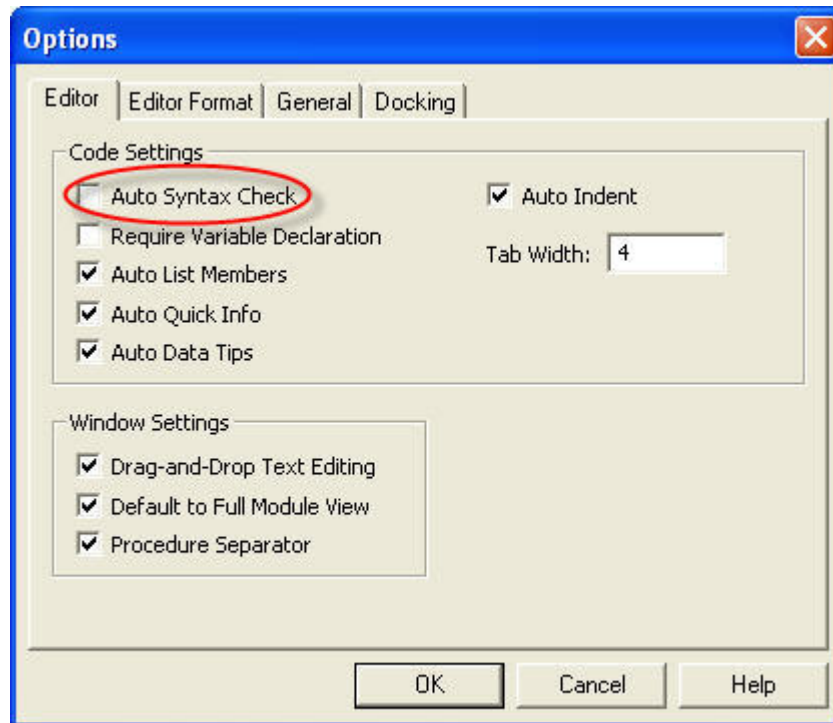 Options
Editor
Editor Format
General
Docking
Code Settings
Auto Syntax Check
Require Variable Declaration
Auto List Members
Auto Quick Info
Auto Data Tips
Auto Indent
Tab Width: 4
Window Settings
Drag-and-Drop Text Editing
Default to Full Module View
Procedure Separator
OK
Cancel
Help